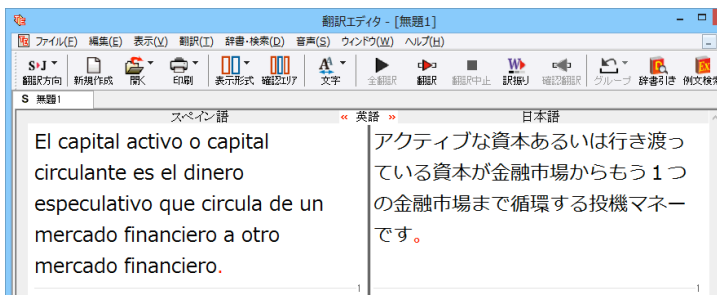 翻訳エディタ - [無題1]
ファイル(F) 編集(E) 表示(V) 翻訳(T) 辞書・検索(D) 音声(S) ウィンドウ(W) ヘルプ(H)
S›J
翻訳方向 新規作成 開く 印刷 表示形式 確認エリア 文字 全翻訳 翻訳 翻訳中止 訳振り 確認翻訳 グループ 辞書引き 例文検索
S 無題1
スペイン語 « 英語 » 日本語
El capital activo o capital
circulante es el dinero
especulativo que circula de un
mercado financiero a otro
mercado financiero.
1
アクティブな資本あるいは行き渡っ
ている資本が金融市場からもう１つ
の金融市場まで循環する投機マネー
です。
1